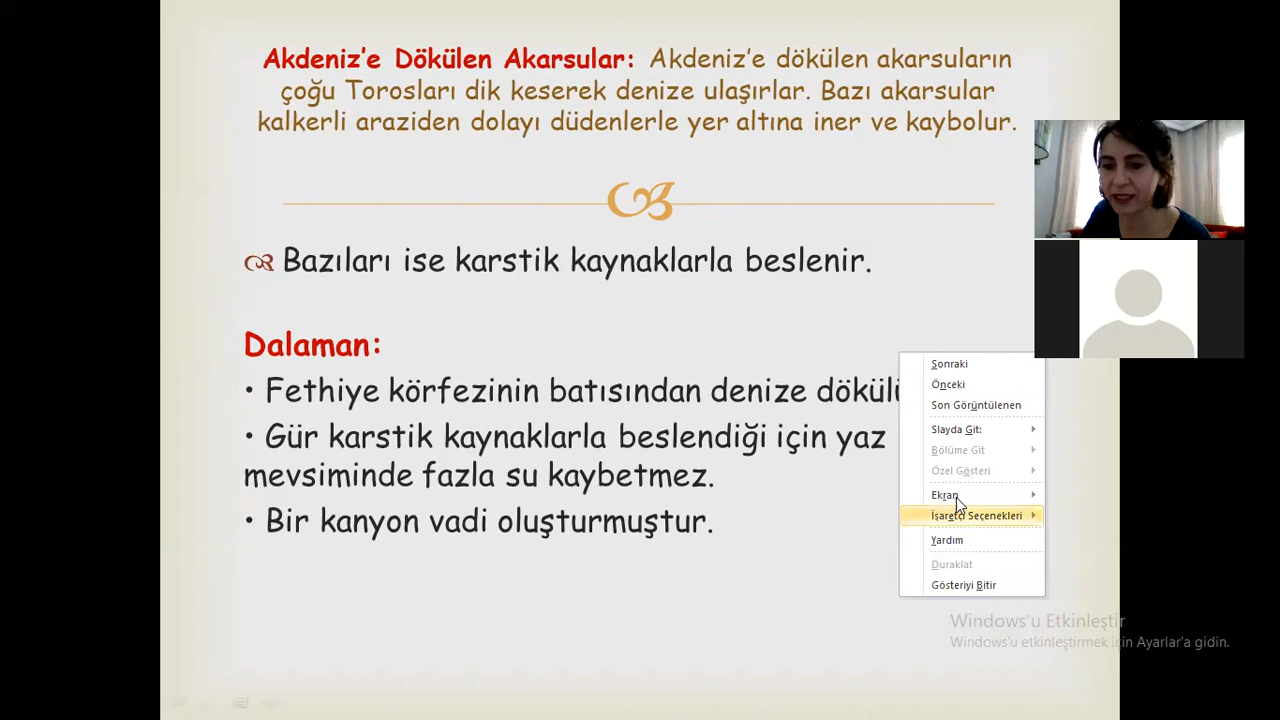 Akdeniz'e Dökülen Akarsular: Akdeniz'e dökülen akarsuların
çoğu Torosları dik keserek denize ulaşırlar. Bazı akarsular
kalkerli araziden dolayı düdenlerle yer altına iner ve kaybolur.
Bazıları ise karstik kaynaklarla beslenir.
Dalaman:
• Fethiye körfezinin batısından denize
• Gür karstik kaynaklarla beslendiği için yaz
mevsiminde fazla su kaybetmez.
• Bir kanyon vadi oluşturmuştur.
Sonraki
Önceki
Son Görüntülenen
Slayda Git:
Bölüme Git
Özel Gösteri
Ekran
İşaretçi Seçenekleri
Yardım
Duraklat
Gösteriyi Bitir
Windows'u Etkinleştir
Windows'u etkinleştirmek için Ayarlar'a gidin.